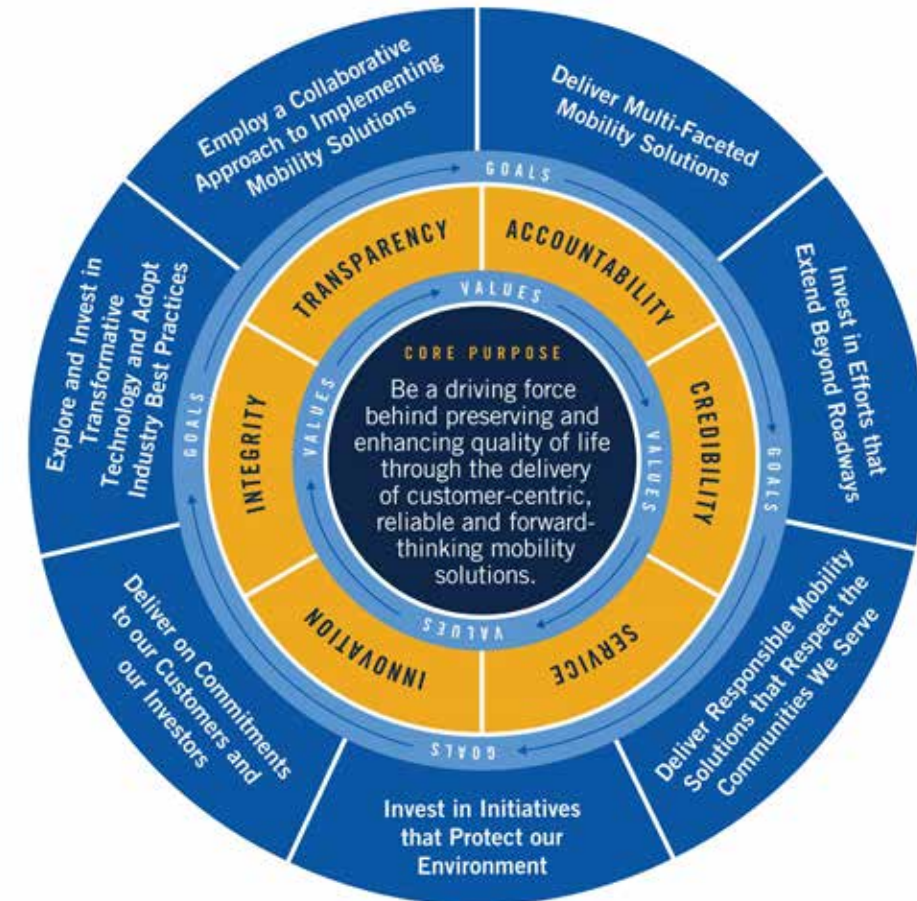 CORE PURPOSE
Be a driving force
behind preserving and
enhancing quality of life
through the delivery
of customer-centric,
reliable and forward-
thinking mobility
solutions.
VALUES
VALUES
VALUES
VALUES
TRANSPARENCY
ACCOUNTABILITY
CREDIBILITY
SERVICE
INNOVATION
INTEGRITY
GOALS
GOALS
GOALS
GOALS
Deliver Multi-Faceted
Mobility Solutions
Invest in Efforts that
Extend Beyond Roadways
Deliver Responsible Mobility
Solutions that Respect the
Communities We Serve
Invest in Initiatives
that Protect our
Environment
Deliver on Commitments
to our Customers and
our Investors
Explore and Invest in
Transformative
Technology and Adopt
Industry Best Practices
Employ a Collaborative
Approach to Implementing
Mobility Solutions